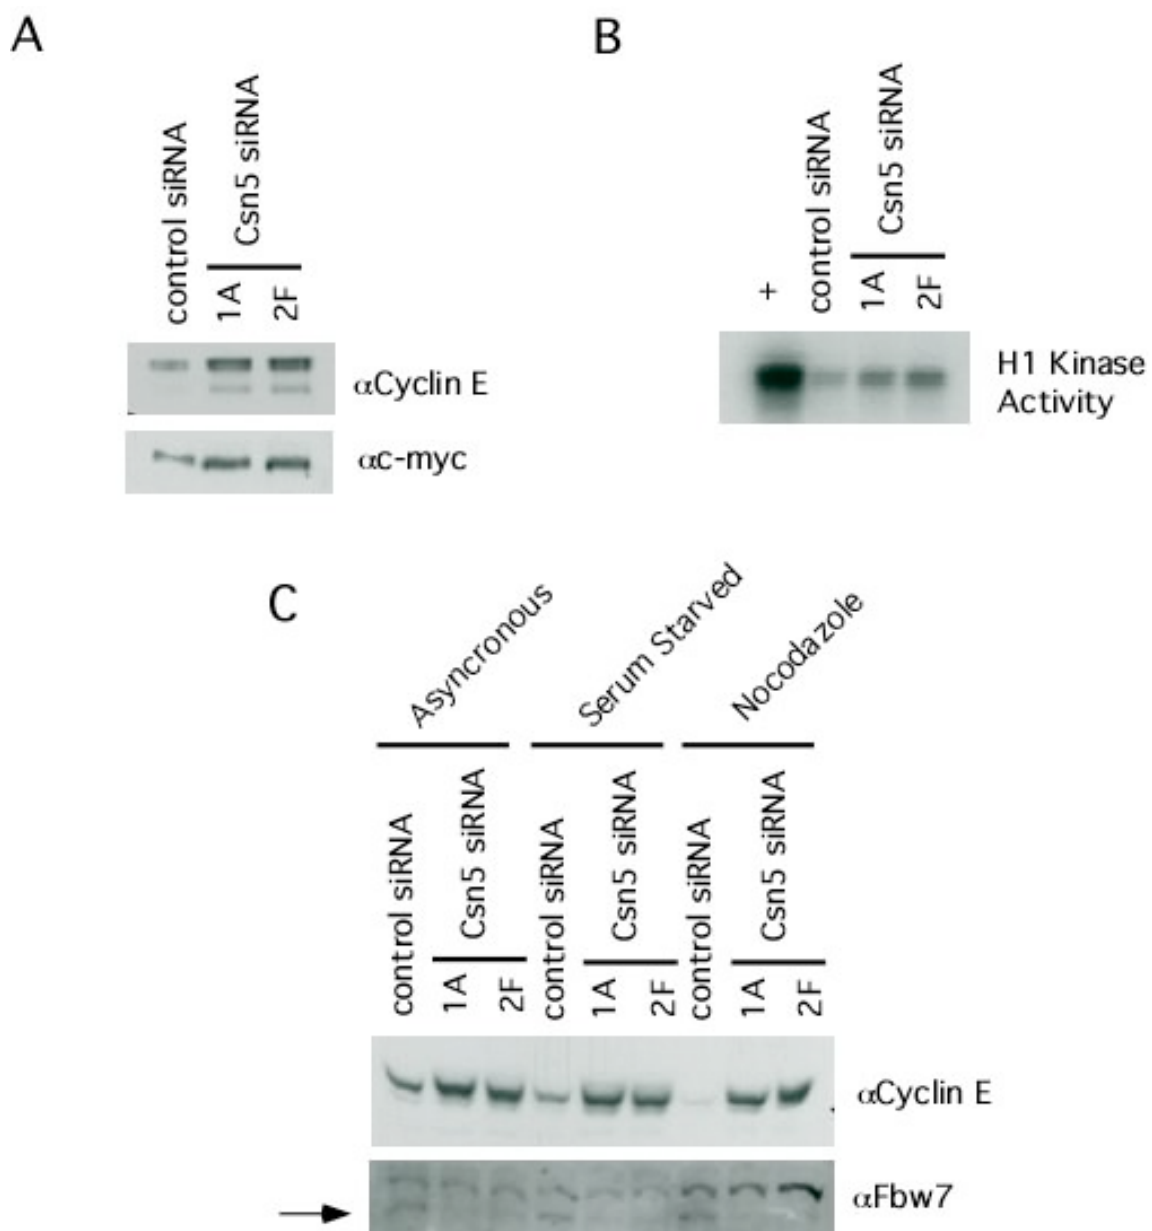 A
control siRNA
Csn5 siRNA
1A
2F
αCyclin E
αc-myc
B
+
control siRNA
Csn5 siRNA
1A
2F
H1 Kinase
Activity
C
Asyncronous
Serum Starved
Nocodazole
control siRNA
Csn5 siRNA
1A
2F
control siRNA
Csn5 siRNA
1A
2F
control siRNA
Csn5 siRNA
1A
2F
αCyclin E
αFbw7